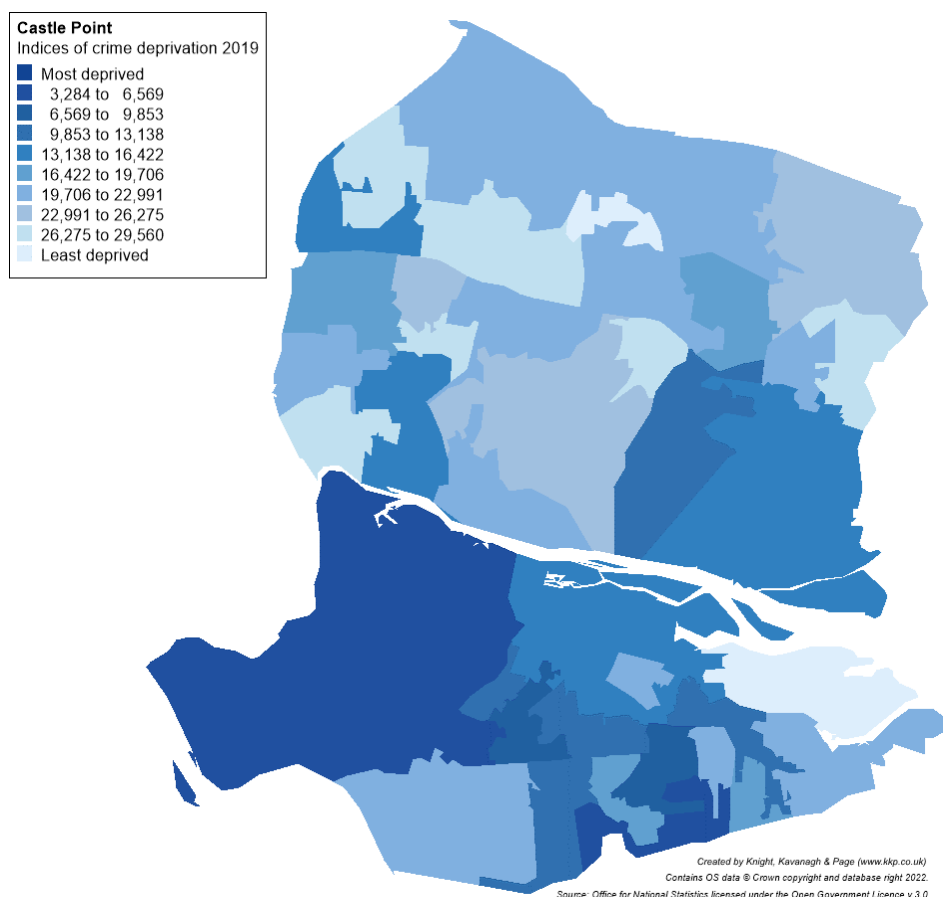 Castle Point
Indices of crime deprivation 2019
Most deprived
3,284 to 6,569
6,569 to 9,853
9,853 to 13,138
13,138 to 16,422
16,422 to 19,706
19,706 to 22,991
22,991 to 26,275
26,275 to 29,560
Least deprived
Created by Knight, Kavanagh & Page (www.kkp.co.uk)
Contains OS data © Crown copyright and database right 2022.
Source: Office for National Statistics licensed under the Open Government Licence v.3.0